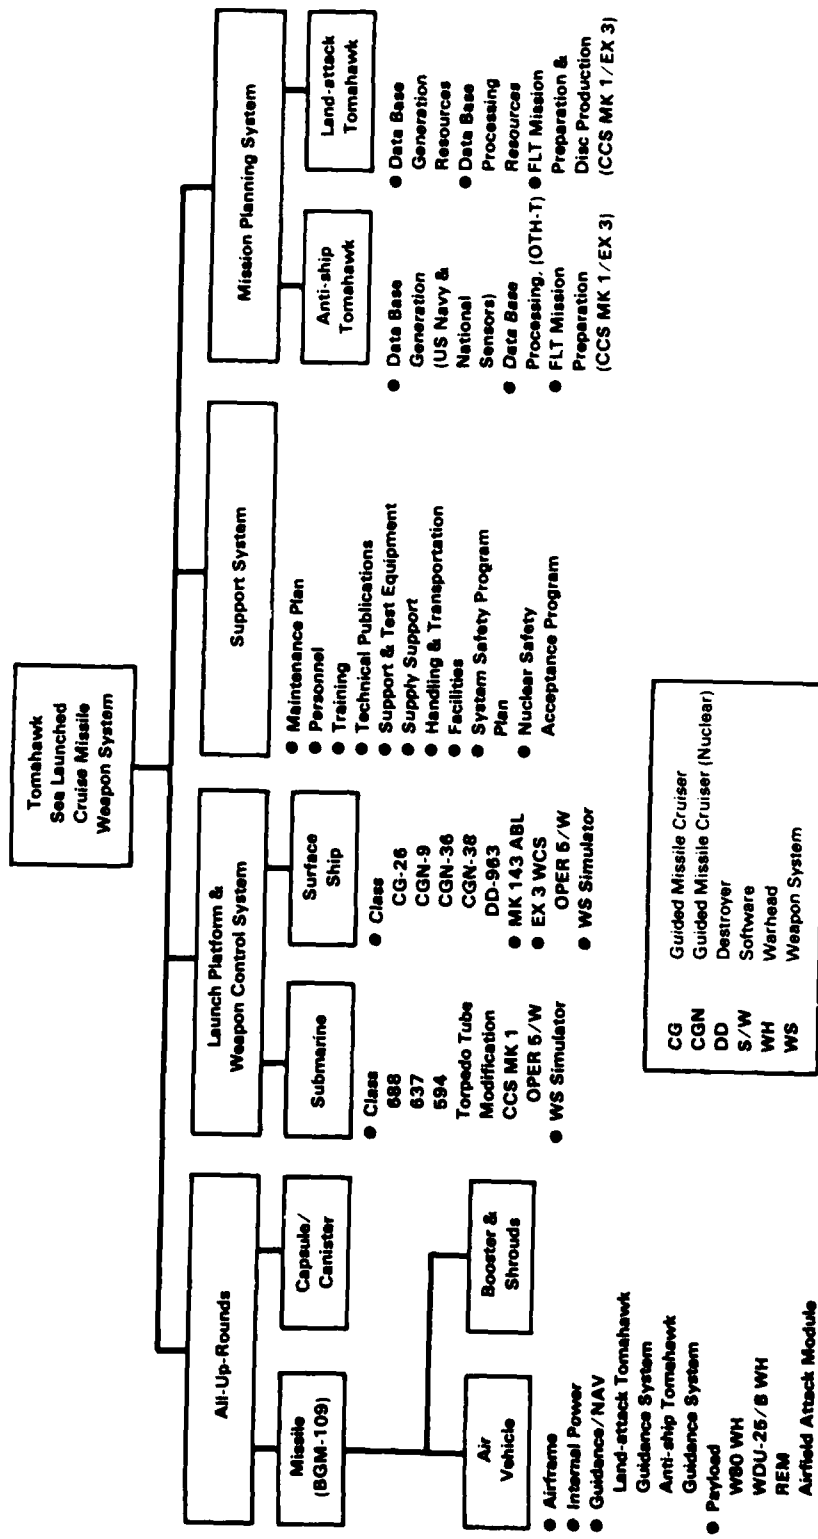 Tomahawk
Sea Launched
Cruise Missile
Weapon System
All-Up-Rounds
Missile
(BGM-109)
Capsule/
Canister
Air
Vehicle
Booster &
Shrouds
● Airframe
● Internal Power
● Guidance/NAV
Land-attack Tomahawk
Guidance System
Anti-ship Tomahawk
Guidance System
● Payload
W80 WH
WDU-25/B WH
REM
Airfield Attack Module
Launch Platform &
Weapon Control System
Submarine
● Class
688
637
594
Torpedo Tube
Modification
CCS MK 1
OPER S/W
● WS Simulator
Surface
Ship
● Class
CG-26
CGN-9
CGN-36
CGN-38
DD-963
● MK 143 ABL
● EX 3 WCS
OPER S/W
● WS Simulator
Support System
● Maintenance Plan
● Personnel
● Training
● Technical Publications
● Support & Test Equipment
● Supply Support
● Handling & Transportation
● Facilities
● System Safety Program
Plan
● Nuclear Safety
Acceptance Program
Mission Planning System
Anti-ship
Tomahawk
● Data Base
Generation
(US Navy &
National
Sensors)
● Data Base
Processing, (OTH-T)
● FLT Mission
Preparation
(CCS MK 1/EX 3)
Land-attack
Tomahawk
● Data Base
Generation
Resources
● Data Base
Processing
Resources
● FLT Mission
Preparation &
Disc Production
(CCS MK 1/EX 3)
CG Guided Missile Cruiser
CGN Guided Missile Cruiser (Nuclear)
DD Destroyer
S/W Software
WH Warhead
WS Weapon System